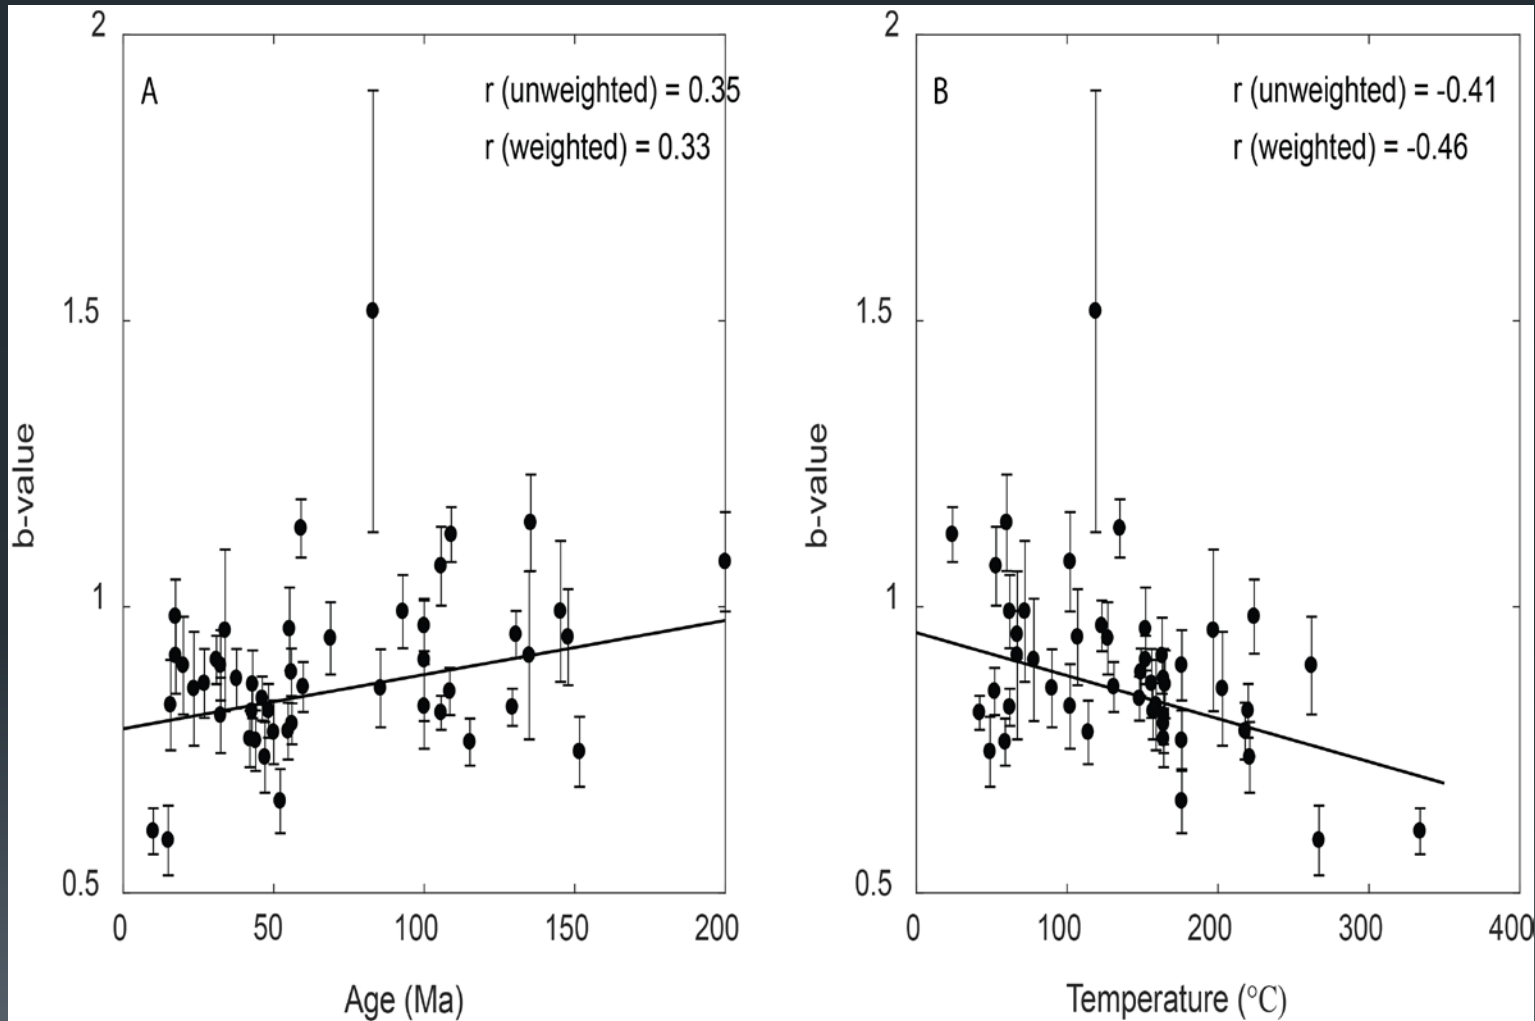 A
r (unweighted) = 0.35
r (weighted) = 0.33
2
1.5
1
0.5
b-value
0
50
100
150
200
Age (Ma)
B
r (unweighted) = -0.41
r (weighted) = -0.46
2
1.5
1
0.5
b-value
0
100
200
300
400
Temperature (°C)